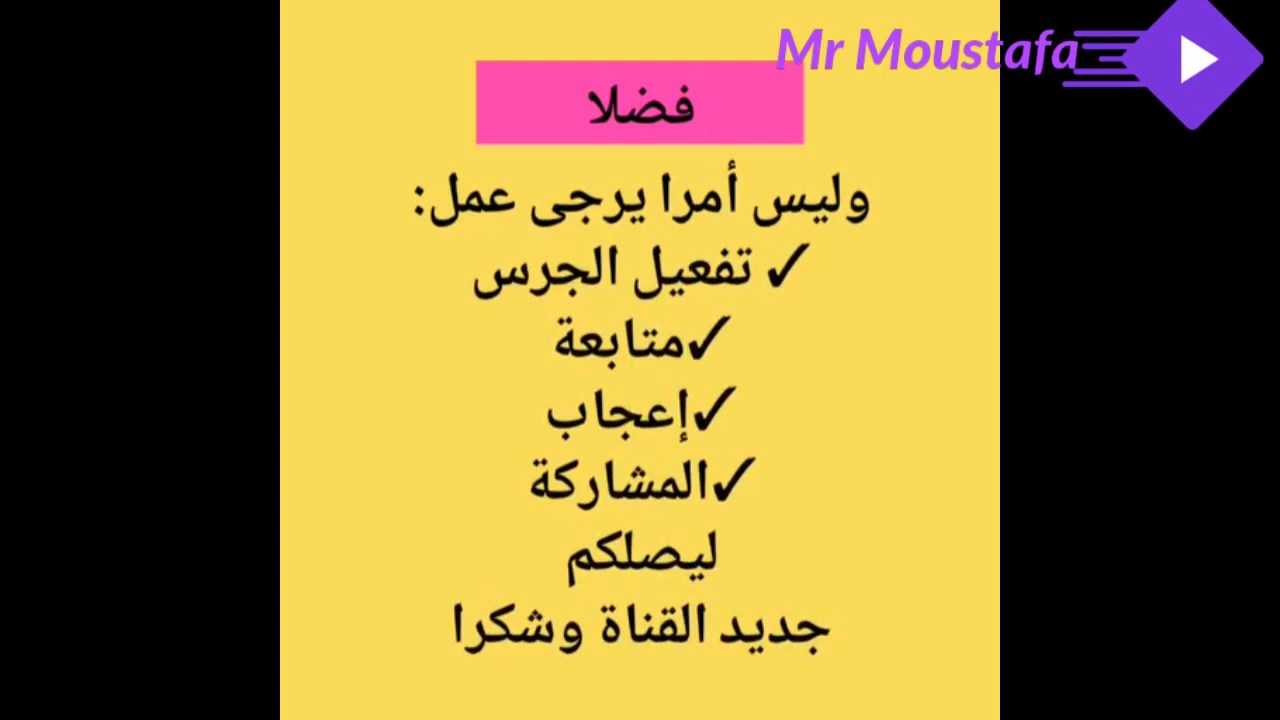 Mr Moustafa
فضلا
وليس أمرا يرجى عمل:
✓ تفعيل الجرس
✓متابعة
✓إعجاب
✓المشاركة
ليصلكم
جديد القناة وشكرا